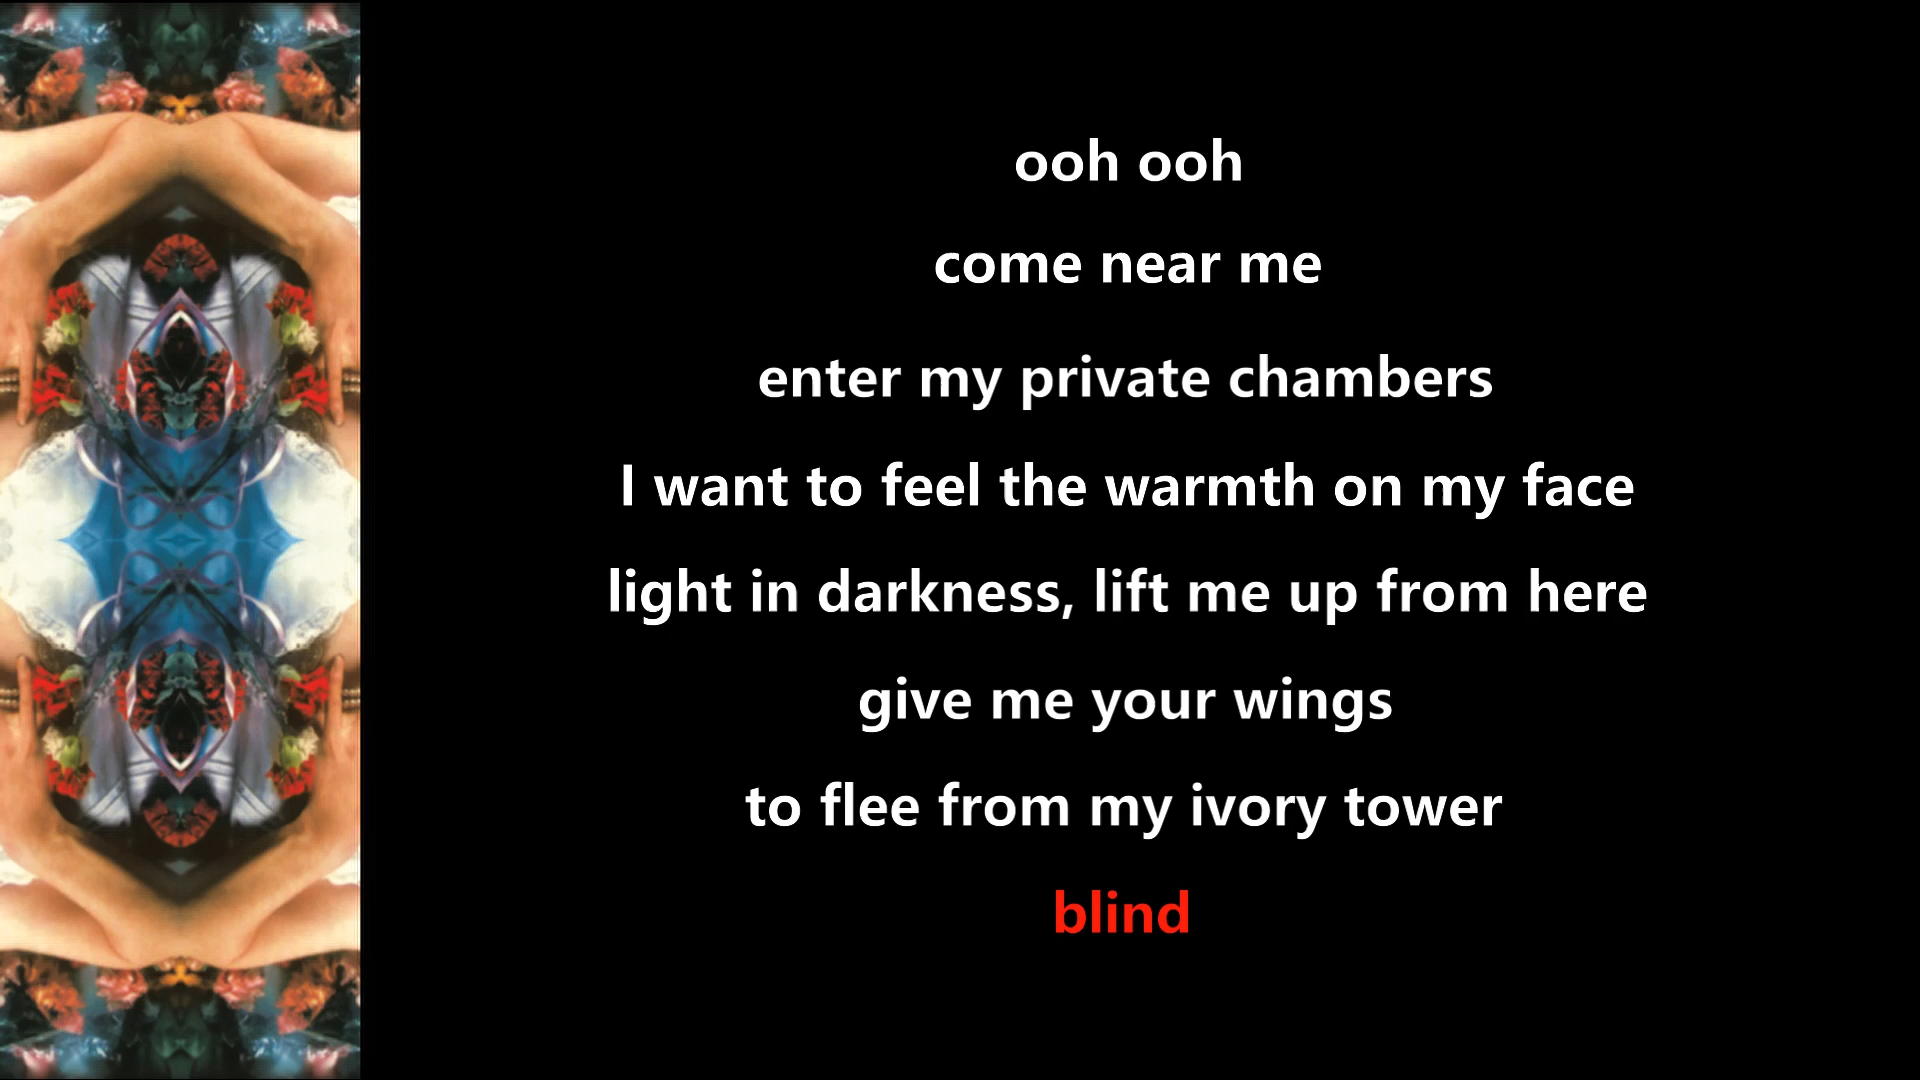 ooh ooh
come near me
enter my private chambers
I want to feel the warmth on my face
light in darkness, lift me up from here
give me your wings
to flee from my ivory tower
blind